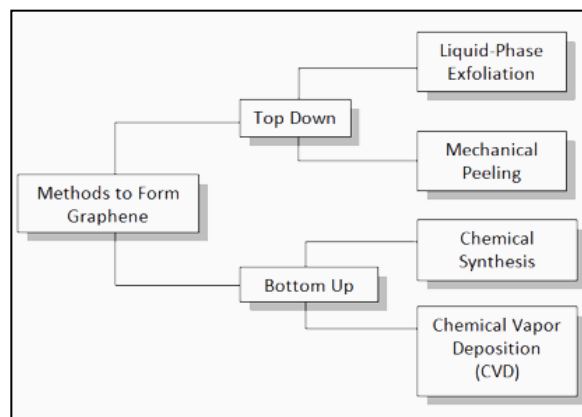 Liquid-Phase
Exfoliation
Top Down
Mechanical
Peeling
Methods to Form
Graphene
Chemical
Synthesis
Bottom Up
Chemical Vapor
Deposition
(CVD)